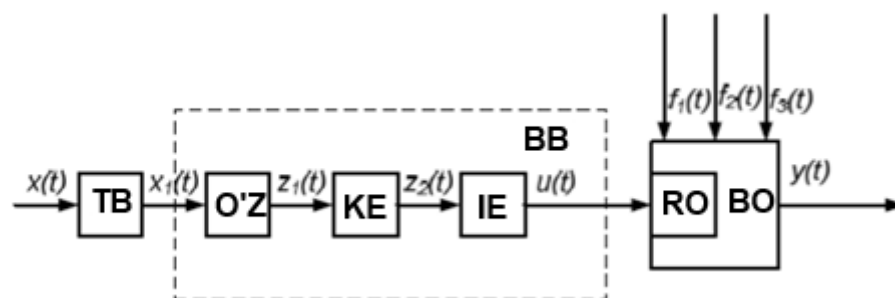 f₁(t) f₂(t) f₃(t)
BB
x(t) x₁(t) z₁(t) z₂(t) u(t) y(t)
TB O'Z KE IE RO BO